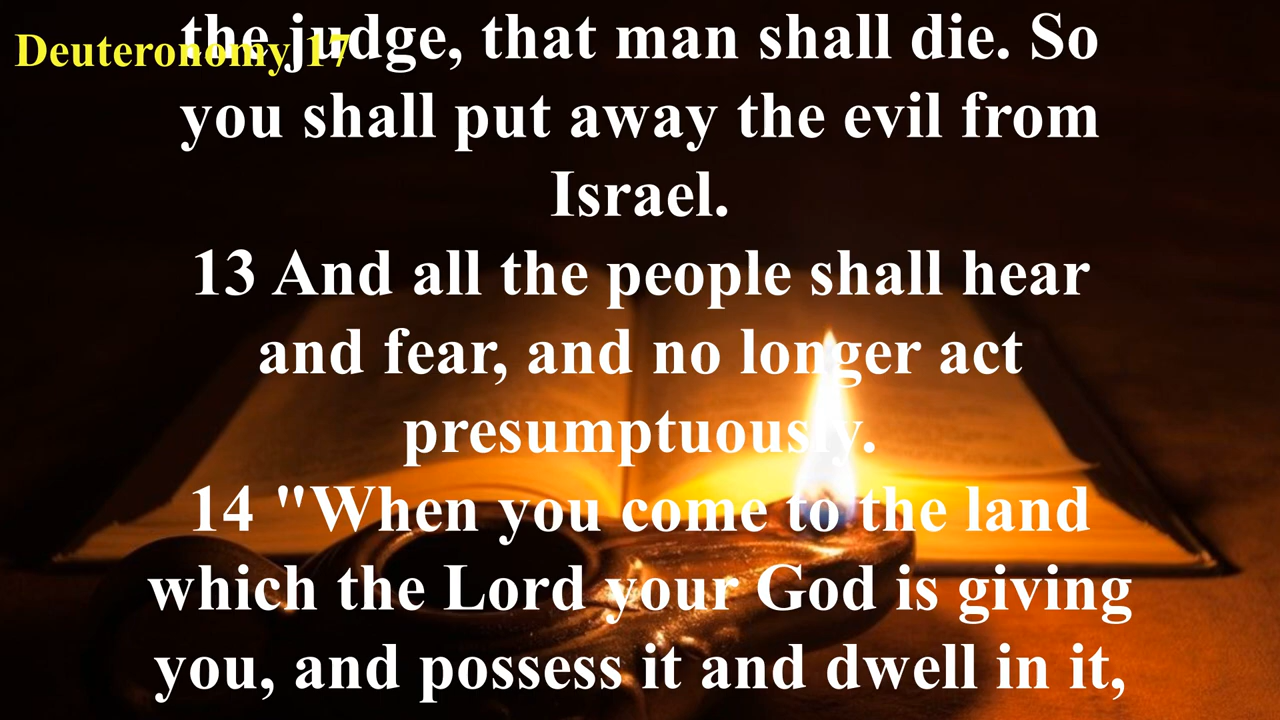 Deuteronomy 17
the judge, that man shall die. So
you shall put away the evil from
Israel.
13 And all the people shall hear
and fear, and no longer act
presumptuously.
14 "When you come to the land
which the Lord your God is giving
you, and possess it and dwell in it,